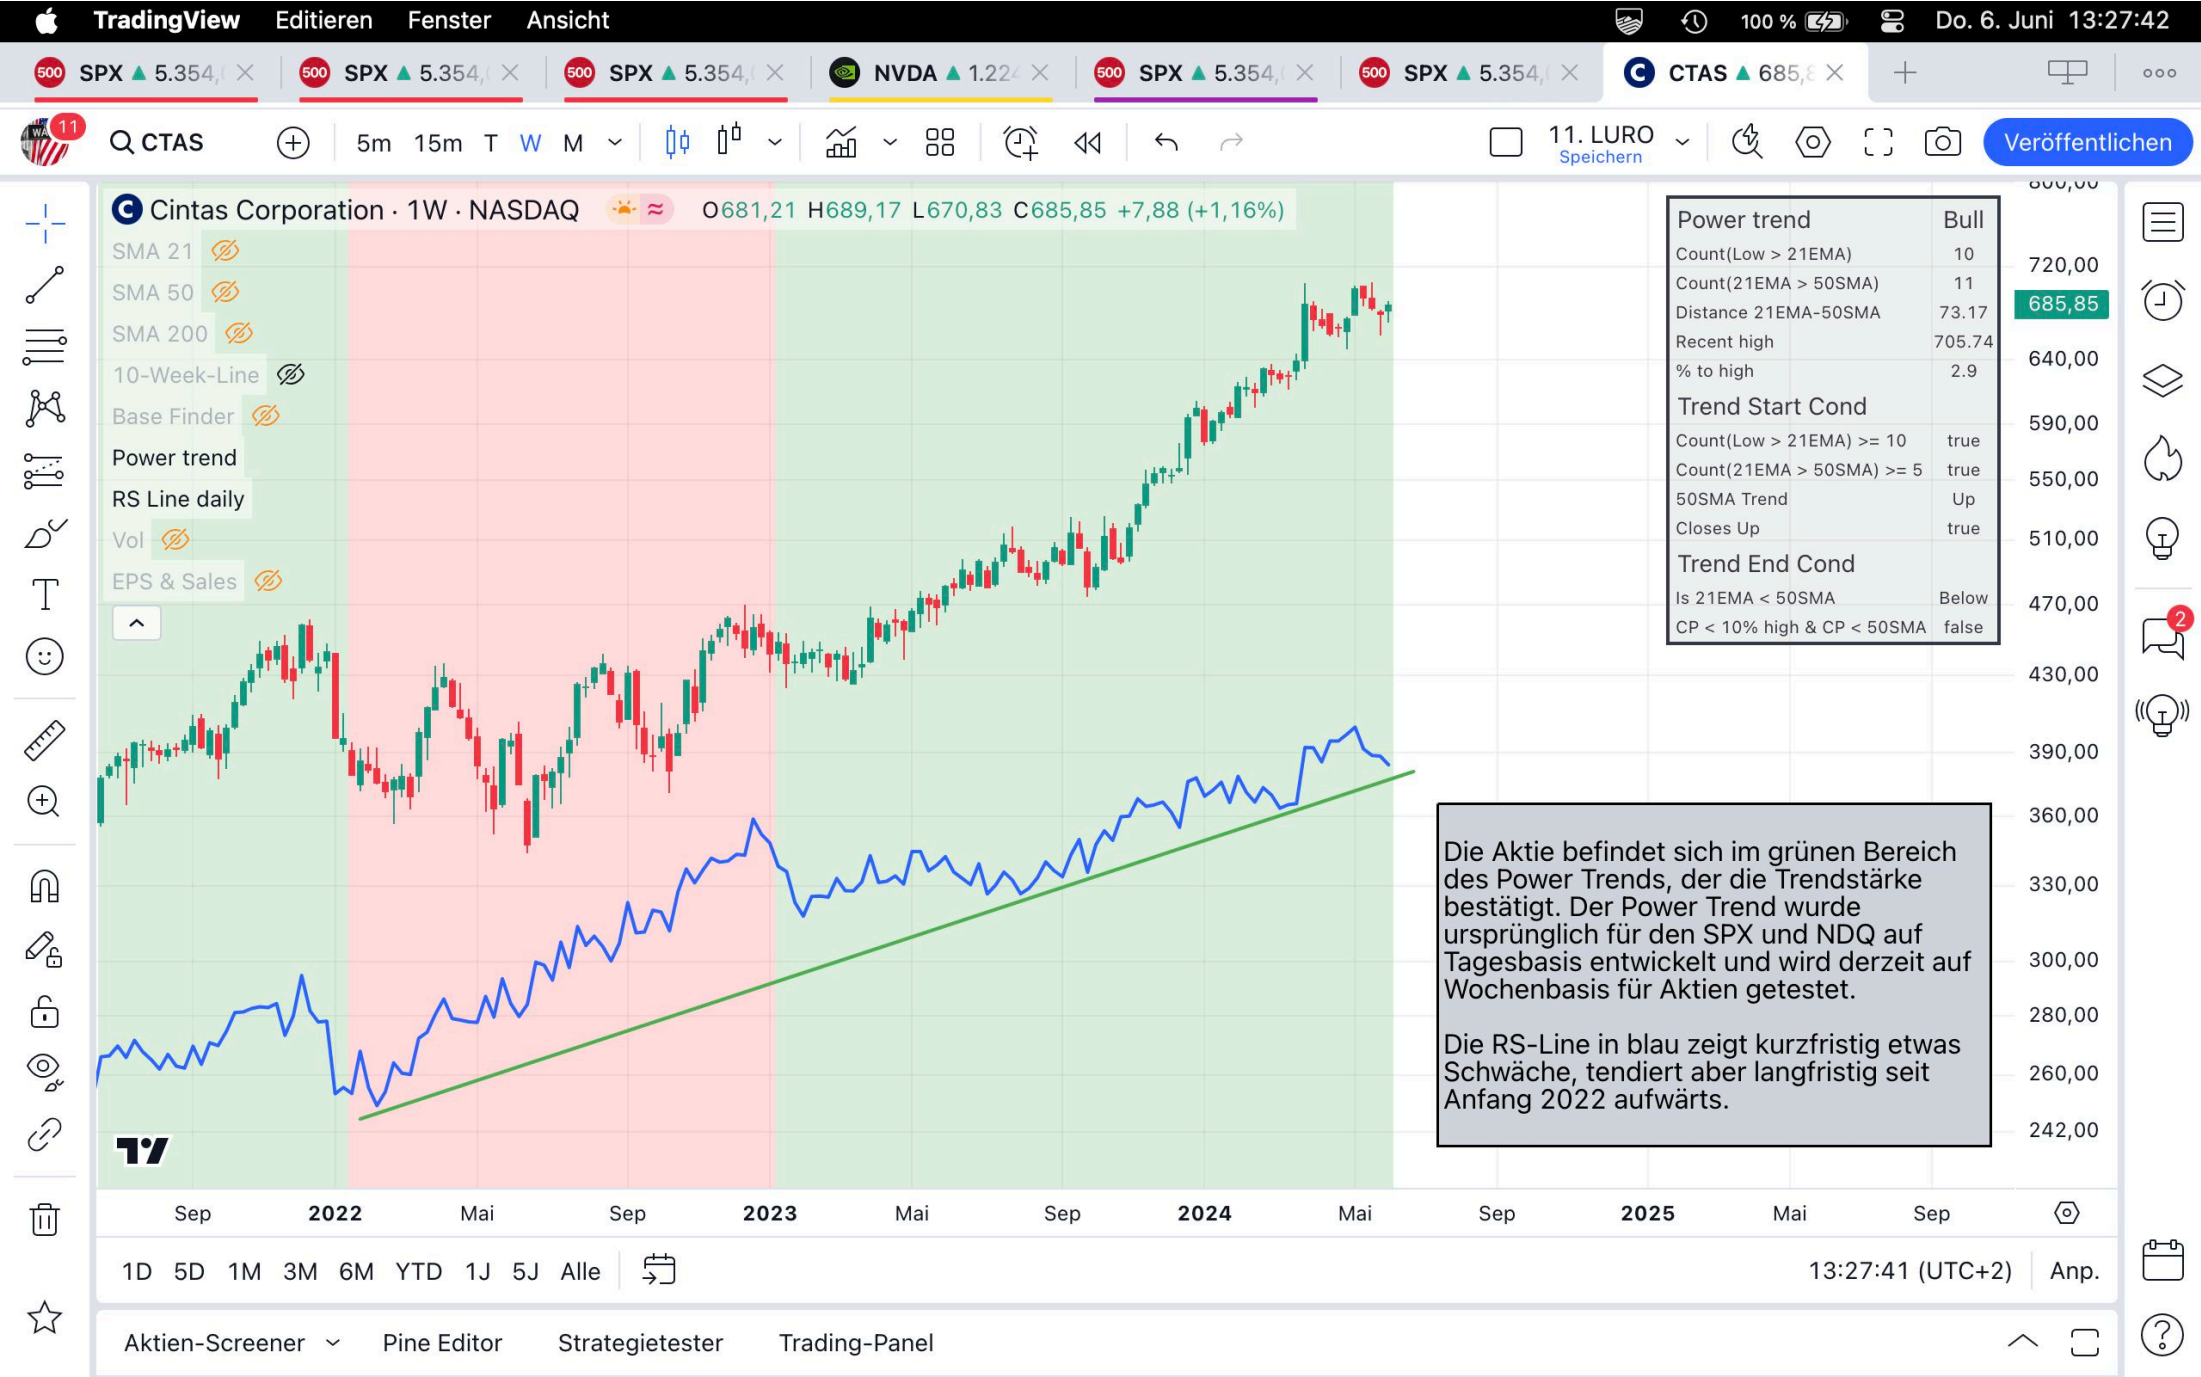 TradingView Editieren Fenster Ansicht 100 % Do. 6. Juni 13:27:42
500 SPX 5.354, 500 SPX 5.354, 500 SPX 5.354, NVDA 1.224 500 SPX 5.354, 500 SPX 5.354, C CTAS 685,8
11 CTAS 5m 15m T W M 11. LURO Veröffentlichen
Speichern
C Cintas Corporation · 1W · NASDAQ O681,21 H689,17 L670,83 C685,85 +7,88 (+1,16%)
SMA 21
SMA 50
SMA 200
10-Week-Line
Base Finder
Power trend
RS Line daily
Vol
EPS & Sales
Power trend Bull
Count(Low > 21EMA) 10
Count(21EMA > 50SMA) 11
Distance 21EMA-50SMA 73.17
Recent high 705.74
% to high 2.9
Trend Start Cond
Count(Low > 21EMA) >= 10 true
Count(21EMA > 50SMA) >= 5 true
50SMA Trend Up
Closes Up true
Trend End Cond
Is 21EMA < 50SMA Below
CP < 10% high & CP < 50SMA false
800,00
720,00
685,85
640,00
590,00
550,00
510,00
470,00
430,00
390,00
360,00
330,00
300,00
280,00
260,00
242,00
2
Die Aktie befindet sich im grünen Bereich
des Power Trends, der die Trendstärke
bestätigt. Der Power Trend wurde
ursprünglich für den SPX und NDQ auf
Tagesbasis entwickelt und wird derzeit auf
Wochenbasis für Aktien getestet.
Die RS-Line in blau zeigt kurzfristig etwas
Schwäche, tendiert aber langfristig seit
Anfang 2022 aufwärts.
Sep 2022 Mai Sep 2023 Mai Sep 2024 Mai Sep 2025 Mai Sep
1D 5D 1M 3M 6M YTD 1J 5J Alle 13:27:41 (UTC+2) Anp.
Aktien-Screener Pine Editor Strategietester Trading-Panel